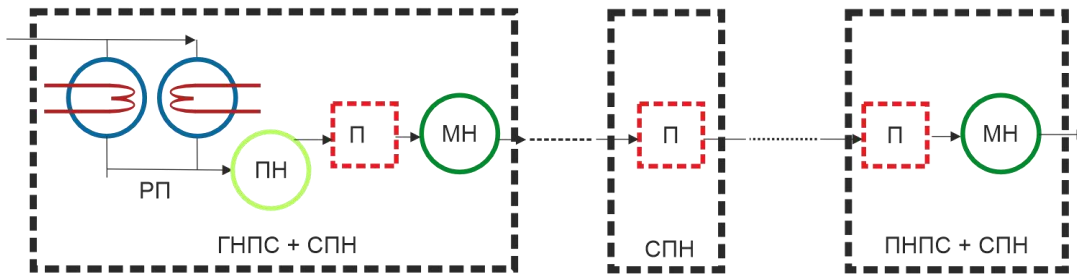 П
МН
П
П
МН
ПН
РП
ГНПС + СПН
СПН
ПНПС + СПН